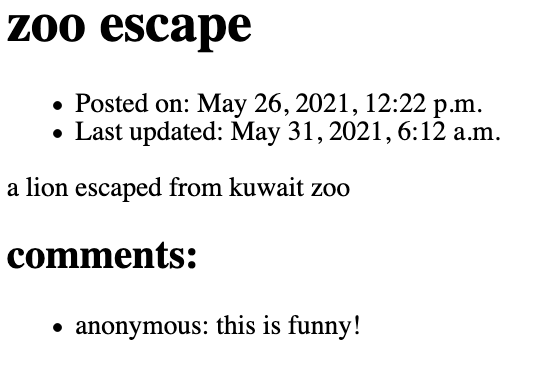 zoo escape
• Posted on: May 26, 2021, 12:22 p.m.
• Last updated: May 31, 2021, 6:12 a.m.
a lion escaped from kuwait zoo
comments:
• anonymous: this is funny!